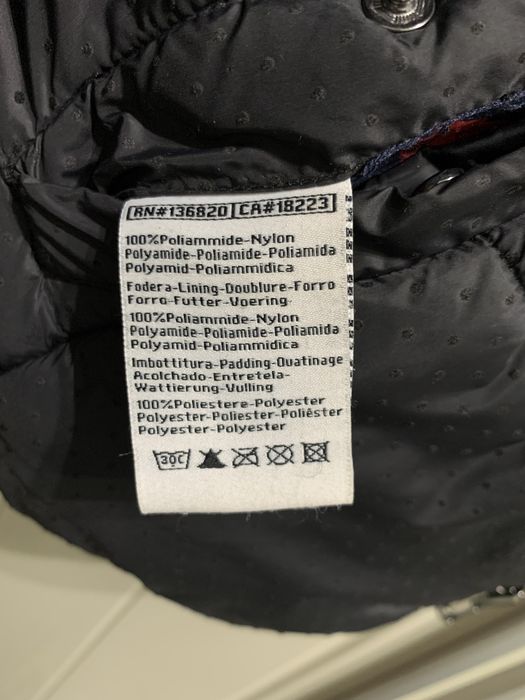 RN#136820 CA#18223
100%Poliammide-Nylon
Polyamide-Poliamide-Poliamida
Polyamid-Poliammidica
Fodera-Lining-Doublure-Forro
Forro-Futter-Voering
100%Poliammide-Nylon
Polyamide-Poliamide-Poliamida
Polyamid-Poliammidica
Imbottitura-Padding-Ouatinage
Acolchado-Entretela-
Wattierung-Vulling
100%Poliestere-Polyester
Polyester-Poliester-Poliêster
Polyester-Polyester
30C